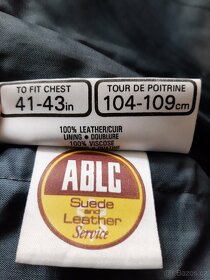 TO FIT CHEST
41-43in
TOUR DE POITRINE
104-109cm
100% LEATHER/CUIR
LINING • DOUBLURE
100% VISCOSE
ABLC
Suede
and
Leather
Service